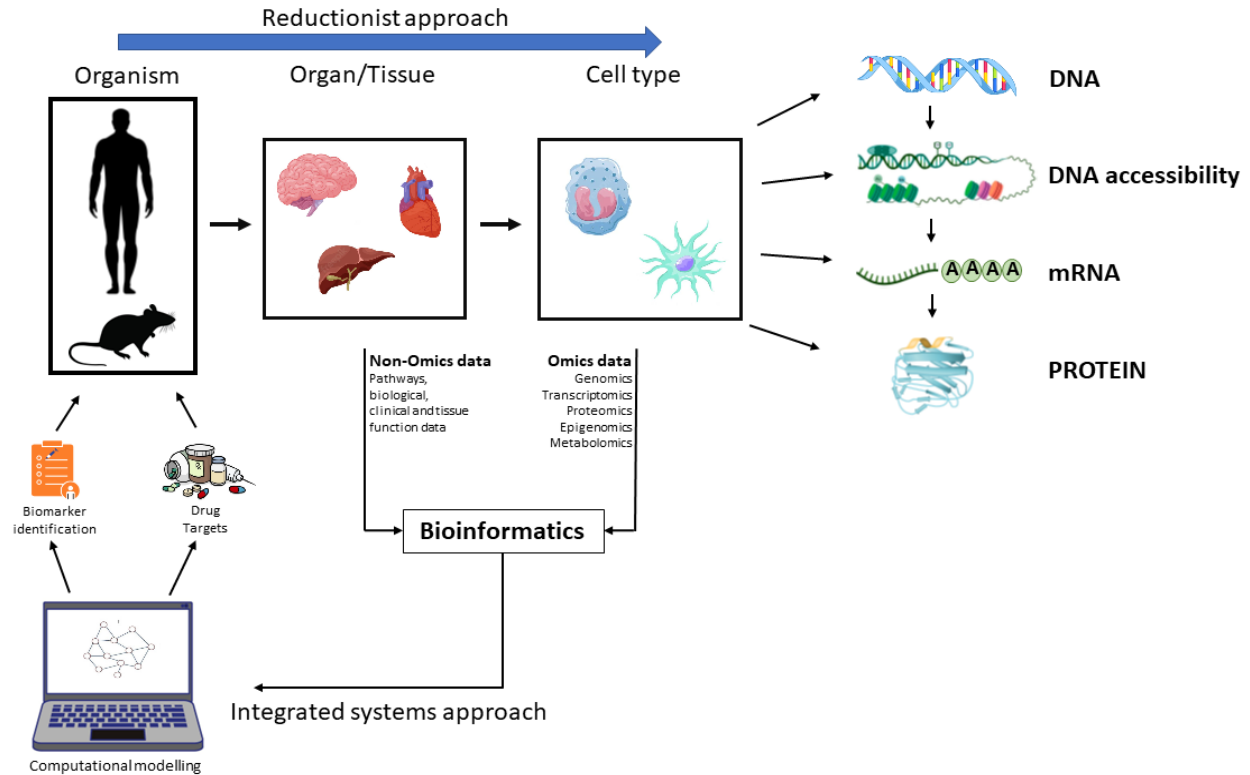 Reductionist approach
Organism
Organ/Tissue
Cell type
DNA
DNA accessibility
A A A A
mRNA
PROTEIN
Non-Omics data
Pathways,
biological,
clinical and tissue
function data
Omics data
Genomics
Transcriptomics
Proteomics
Epigenomics
Metabolomics
Biomarker
identification
Drug
Targets
Bioinformatics
Integrated systems approach
Computational modelling